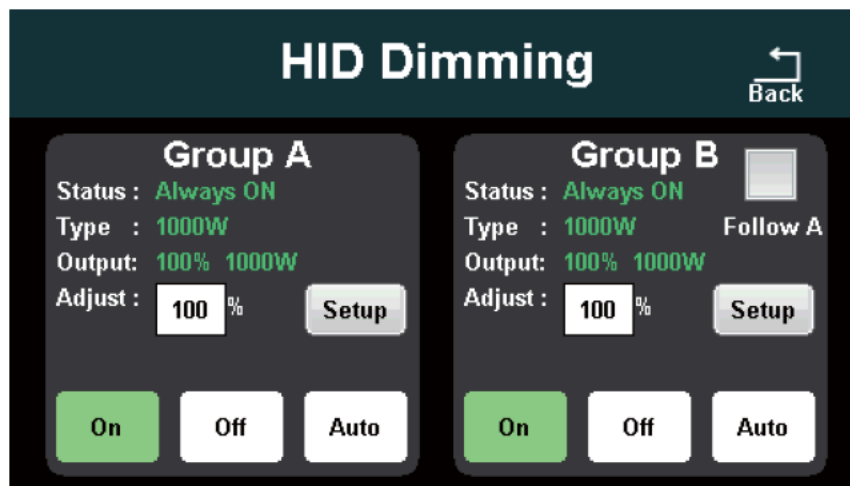 HID Dimming
Back
Group A
Status : Always ON
Type : 1000W
Output: 100% 1000W
Adjust : 100 %
Setup
On Off Auto
Group B
Status : Always ON
Type : 1000W
Follow A
Output: 100% 1000W
Adjust : 100 %
Setup
On Off Auto